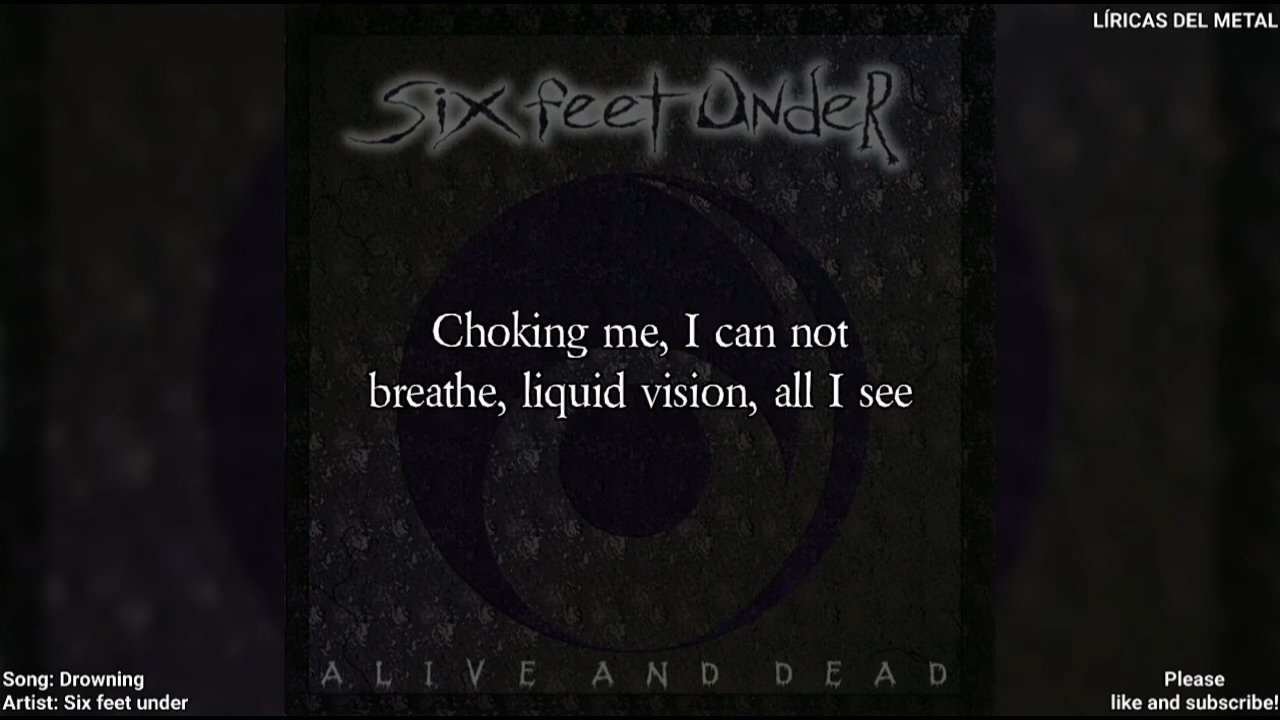 LÍRICAS DEL METAL
Six feet Under
Choking me, I can not
breathe, liquid vision, all I see
ALIVE AND DEAD
Song: Drowning
Artist: Six feet under
Please
like and subscribe!